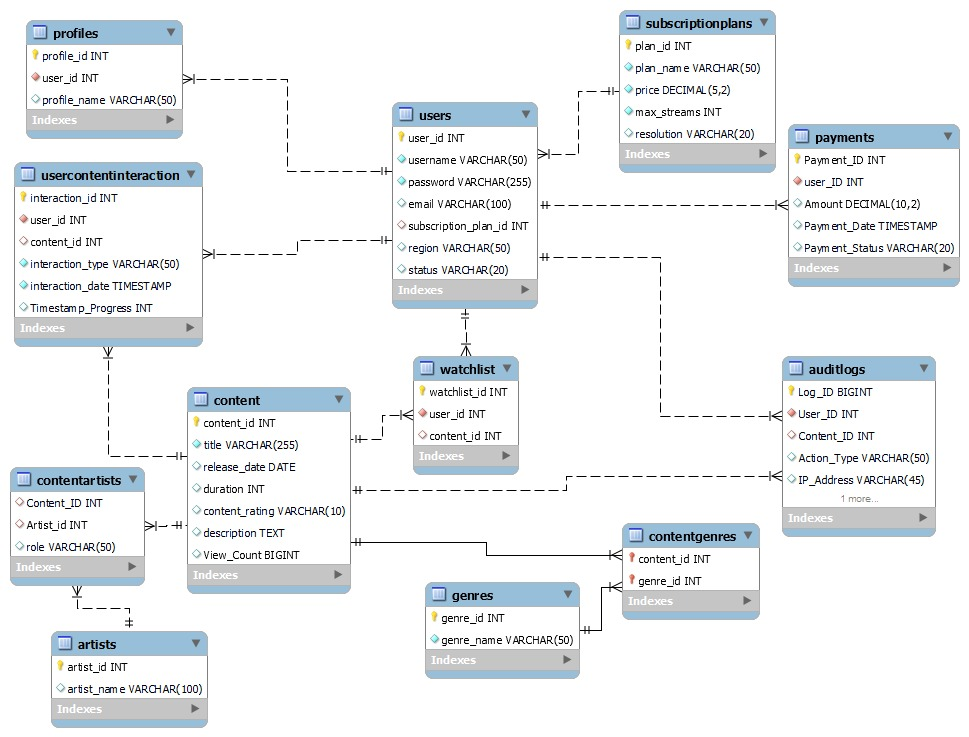 profiles
profile_id INT
user_id INT
profile_name VARCHAR(50)
Indexes
subscriptionplans
plan_id INT
plan_name VARCHAR(50)
price DECIMAL(5,2)
max_streams INT
resolution VARCHAR(20)
Indexes
users
user_id INT
username VARCHAR(50)
password VARCHAR(255)
email VARCHAR(100)
subscription_plan_id INT
region VARCHAR(50)
status VARCHAR(20)
Indexes
payments
Payment_ID INT
user_ID INT
Amount DECIMAL(10,2)
Payment_Date TIMESTAMP
Payment_Status VARCHAR(20)
Indexes
usercontentinteraction
interaction_id INT
user_id INT
content_id INT
interaction_type VARCHAR(50)
interaction_date TIMESTAMP
Timestamp_Progress INT
Indexes
watchlist
watchlist_id INT
user_id INT
content_id INT
Indexes
auditlogs
Log_ID BIGINT
User_ID INT
Content_ID INT
Action_Type VARCHAR(50)
IP_Address VARCHAR(45)
1 more...
Indexes
content
content_id INT
title VARCHAR(255)
release_date DATE
duration INT
content_rating VARCHAR(10)
description TEXT
View_Count BIGINT
Indexes
contentartists
Content_ID INT
Artist_id INT
role VARCHAR(50)
Indexes
contentgenres
content_id INT
genre_id INT
Indexes
genres
genre_id INT
genre_name VARCHAR(50)
Indexes
artists
artist_id INT
artist_name VARCHAR(100)
Indexes